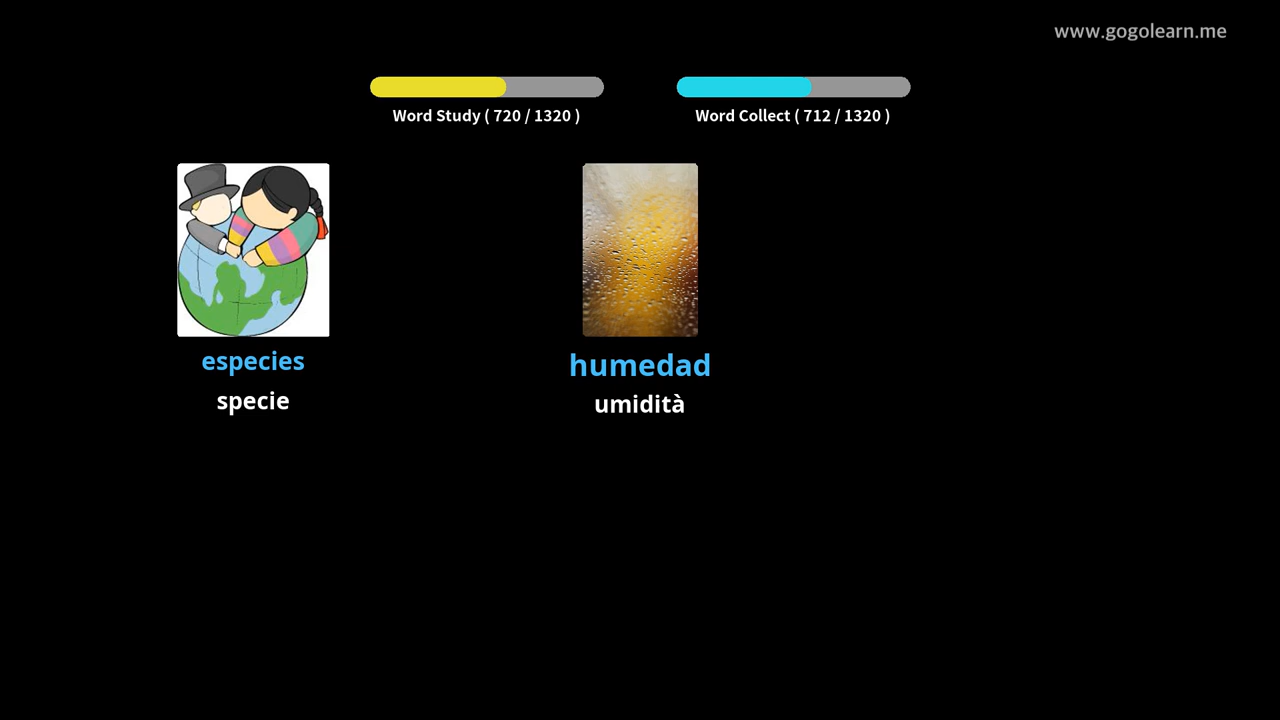 www.gogolearn.me
Word Study ( 720 / 1320 )
Word Collect ( 712 / 1320 )
especies
specie
humedad
umidità